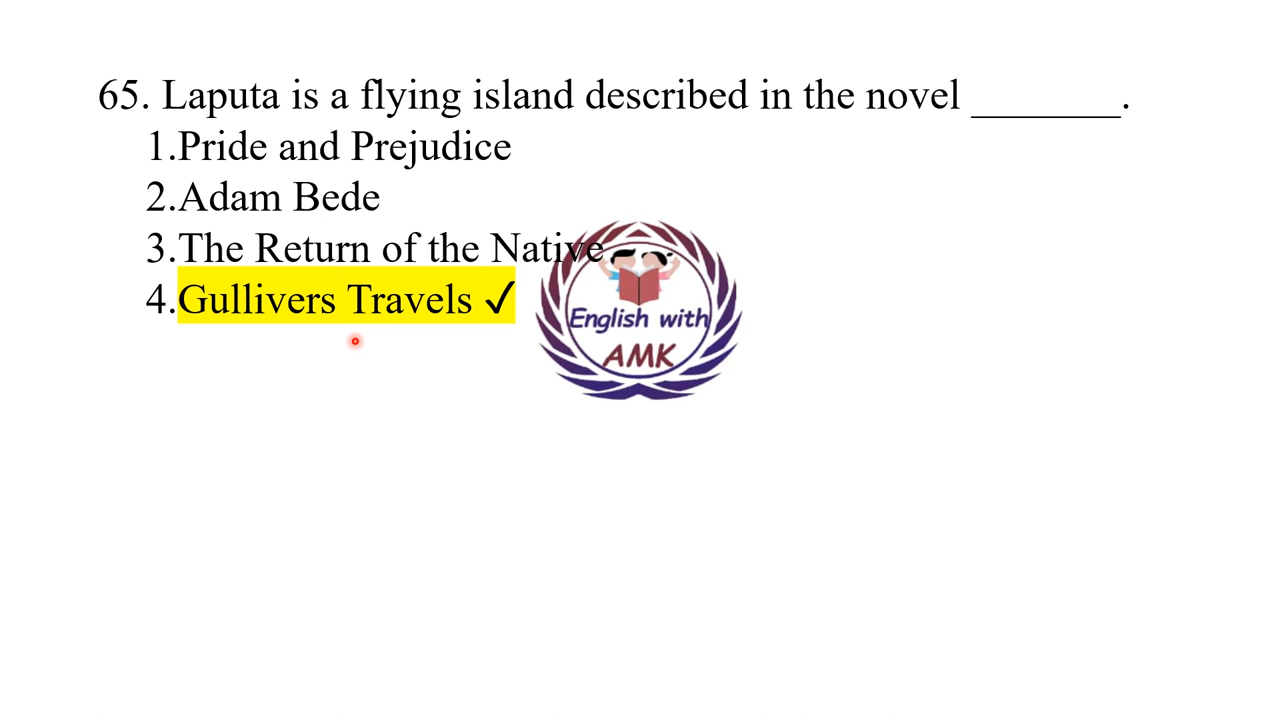 65. Laputa is a flying island described in the novel _______.
1.Pride and Prejudice
2.Adam Bede
3.The Return of the Native
4.Gullivers Travels ✓
English with
AMK